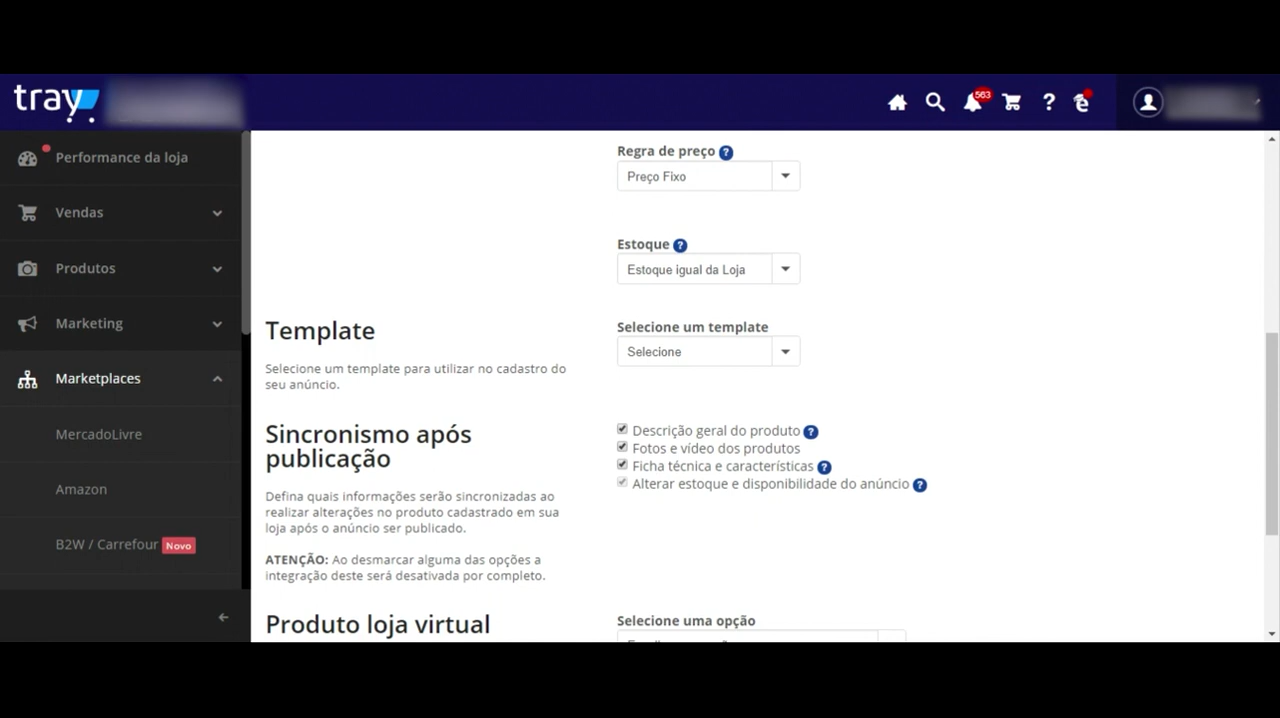 tray
563
Performance da loja
Vendas
Produtos
Marketing
Marketplaces
MercadoLivre
Amazon
B2W / Carrefour Novo
Regra de preço ?
Preço Fixo
Estoque ?
Estoque igual da Loja
Template
Selecione um template para utilizar no cadastro do
seu anúncio.
Selecione um template
Selecione
Sincronismo após
publicação
Defina quais informações serão sincronizadas ao
realizar alterações no produto cadastrado em sua
loja após o anúncio ser publicado.
ATENÇÃO: Ao desmarcar alguma das opções a
integração deste será desativada por completo.
Descrição geral do produto ?
Fotos e vídeo dos produtos
Ficha técnica e características ?
Alterar estoque e disponibilidade do anúncio ?
Produto loja virtual
Selecione uma opção